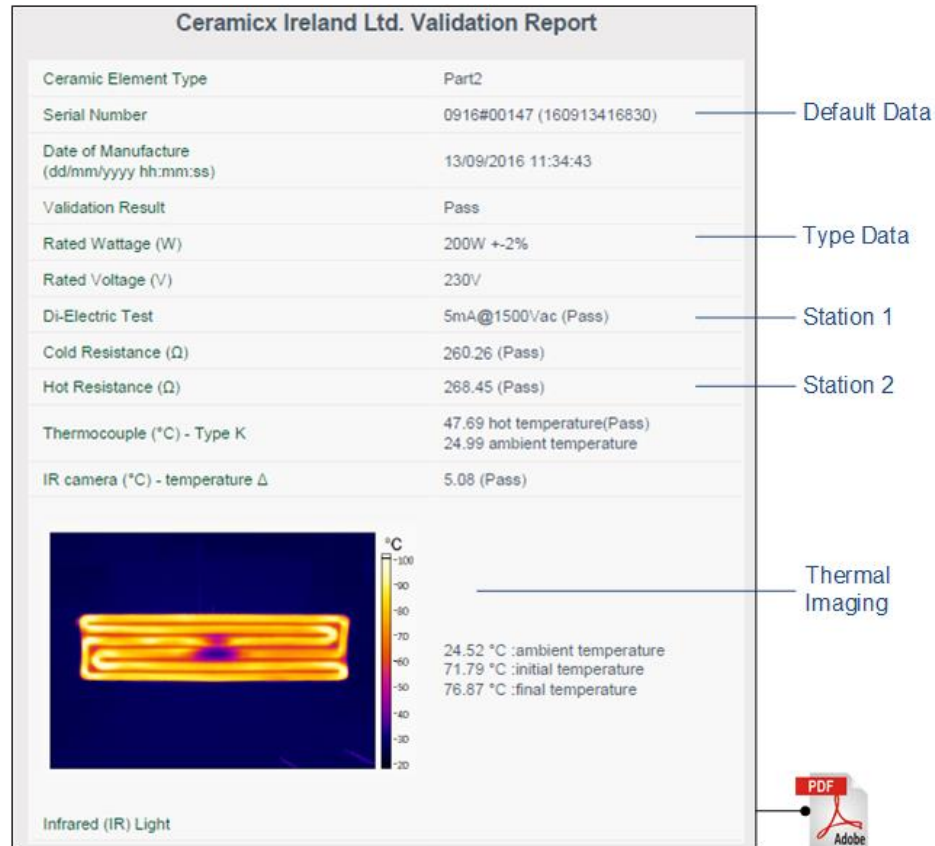 Ceramicx Ireland Ltd. Validation Report
Ceramic Element Type Part2
Serial Number 0916#00147 (160913416830)
Default Data
Date of Manufacture
(dd/mm/yyyy hh:mm:ss)
13/09/2016 11:34:43
Validation Result Pass
Rated Wattage (W) 200W +-2%
Type Data
Rated Voltage (V) 230V
Di-Electric Test 5mA@1500Vac (Pass)
Station 1
Cold Resistance (Ω) 260.26 (Pass)
Hot Resistance (Ω) 268.45 (Pass)
Station 2
Thermocouple (°C) - Type K
47.69 hot temperature(Pass)
24.99 ambient temperature
IR camera (°C) - temperature Δ 5.08 (Pass)
°C
-100
-90
-80
-70
-60
-50
-40
-30
-20
24.52 °C :ambient temperature
71.79 °C :initial temperature
76.87 °C :final temperature
Thermal
Imaging
Infrared (IR) Light
PDF
Adobe